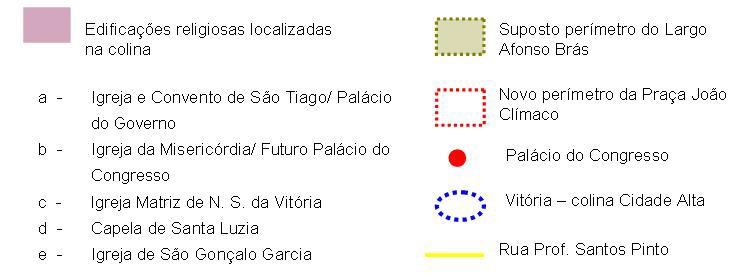 Edificações religiosas localizadas
na colina
a - Igreja e Convento de São Tiago/ Palácio
do Governo
b - Igreja da Misericórdia/ Futuro Palácio do
Congresso
c - Igreja Matriz de N. S. da Vitória
d - Capela de Santa Luzia
e - Igreja de São Gonçalo Garcia
Suposto perímetro do Largo
Afonso Brás
Novo perímetro da Praça João
Clímaco
Palácio do Congresso
Vitória – colina Cidade Alta
Rua Prof. Santos Pinto